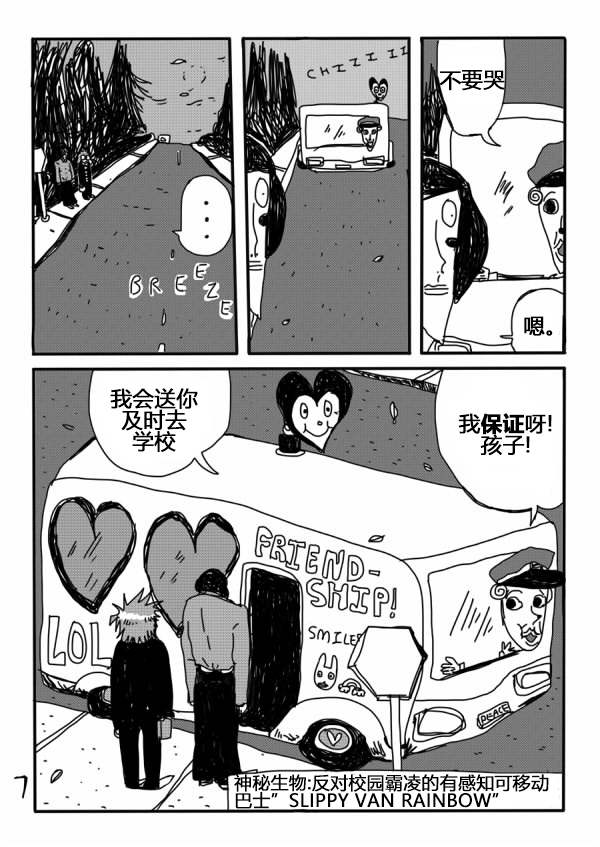 ...
BREEZE
CHIZIII
不要哭
嗯。
我会送你
及时去
学校
我保证呀!
孩子!
FRIEND-
SHIP!
LOL
SMILE
PEACE
神秘生物:反对校园霸凌的有感知可移动
巴士”SLIPPY VAN RAINBOW”
7